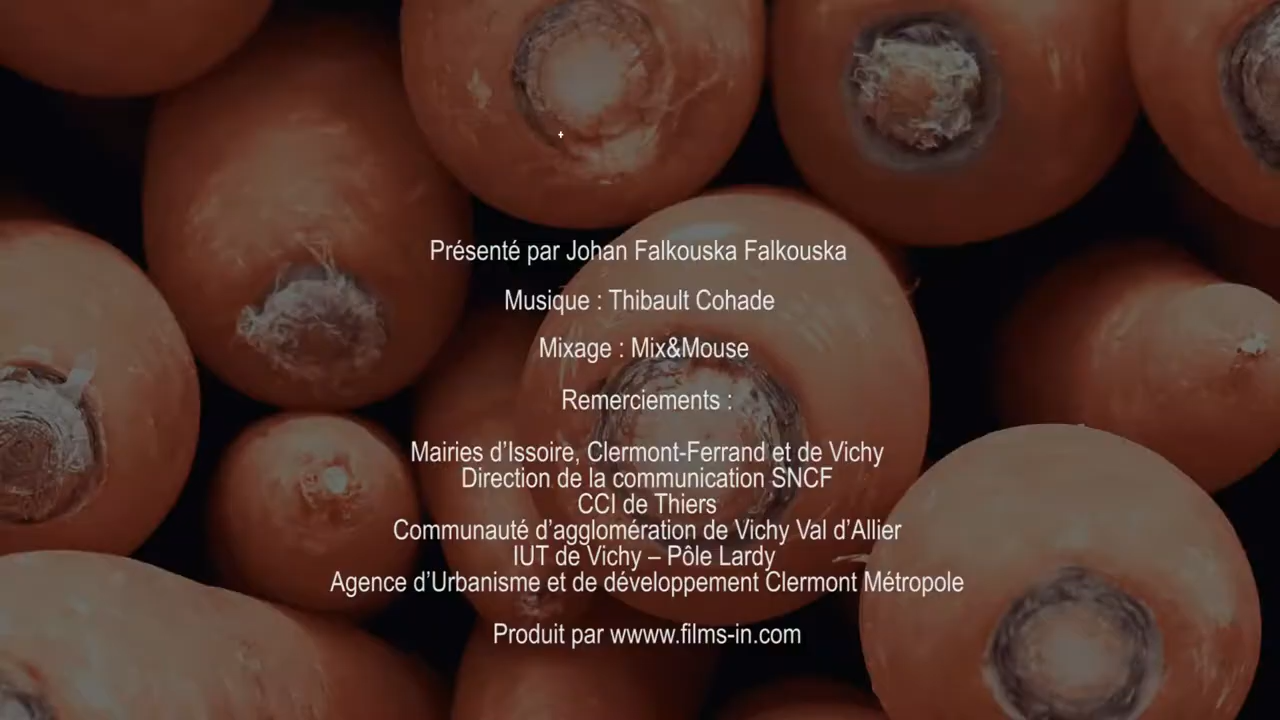 Présenté par Johan Falkouska Falkouska
Musique : Thibault Cohade
Mixage : Mix&Mouse
Remerciements :
Mairies d’Issoire, Clermont-Ferrand et de Vichy
Direction de la communication SNCF
CCI de Thiers
Communauté d’agglomération de Vichy Val d’Allier
IUT de Vichy – Pôle Lardy
Agence d’Urbanisme et de développement Clermont Métropole
Produit par wwww.films-in.com